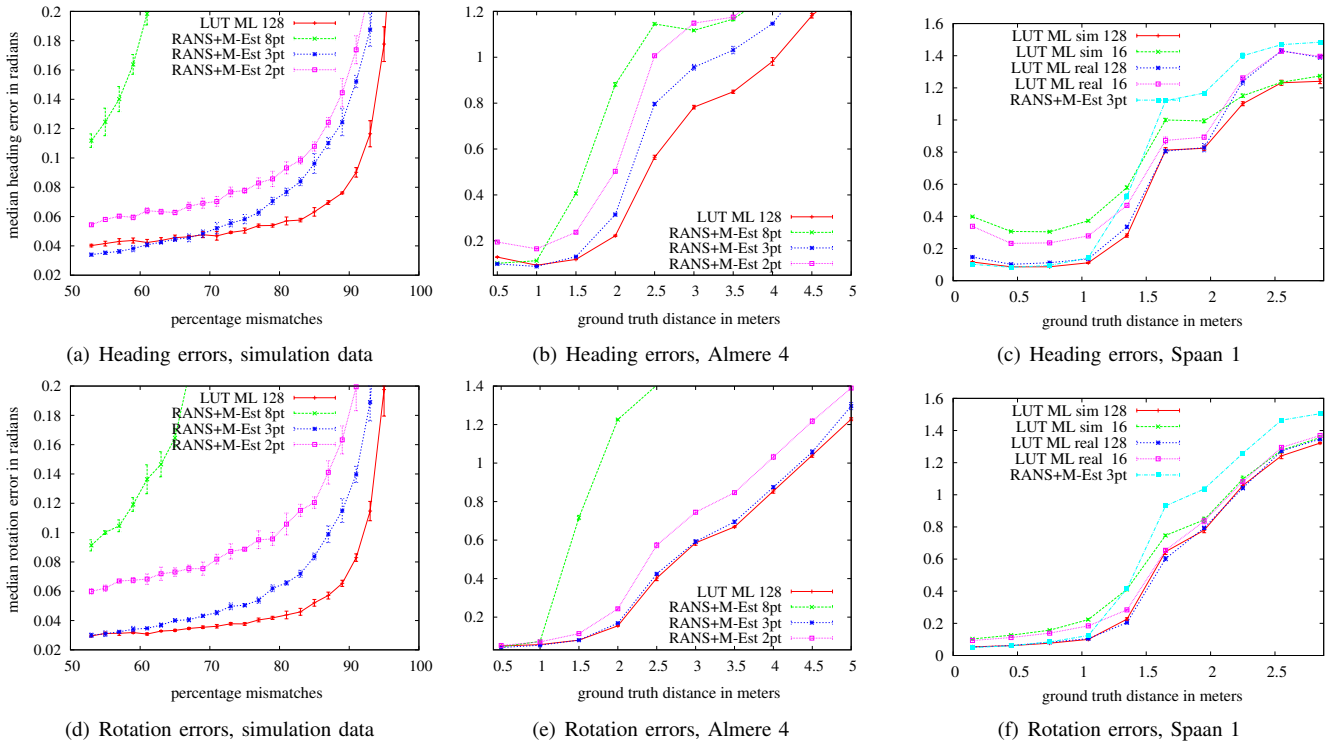 median heading error in radians
0.2
0.18
0.16
0.14
0.12
0.1
0.08
0.06
0.04
0.02
50 60 70 80 90 100
percentage mismatches
LUT ML 128
RANS+M-Est 8pt
RANS+M-Est 3pt
RANS+M-Est 2pt
(a) Heading errors, simulation data
1.2
1
0.8
0.6
0.4
0.2
0.5 1 1.5 2 2.5 3 3.5 4 4.5 5
ground truth distance in meters
LUT ML 128
RANS+M-Est 8pt
RANS+M-Est 3pt
RANS+M-Est 2pt
(b) Heading errors, Almere 4
1.6
1.4
1.2
1
0.8
0.6
0.4
0.2
0
0 0.5 1 1.5 2 2.5
ground truth distance in meters
LUT ML sim 128
LUT ML sim 16
LUT ML real 128
LUT ML real 16
RANS+M-Est 3pt
(c) Heading errors, Spaan 1
median rotation error in radians
0.2
0.18
0.16
0.14
0.12
0.1
0.08
0.06
0.04
0.02
50 60 70 80 90 100
percentage mismatches
LUT ML 128
RANS+M-Est 8pt
RANS+M-Est 3pt
RANS+M-Est 2pt
(d) Rotation errors, simulation data
1.4
1.2
1
0.8
0.6
0.4
0.2
0.5 1 1.5 2 2.5 3 3.5 4 4.5 5
ground truth distance in meters
LUT ML 128
RANS+M-Est 8pt
RANS+M-Est 3pt
RANS+M-Est 2pt
(e) Rotation errors, Almere 4
1.6
1.4
1.2
1
0.8
0.6
0.4
0.2
0
0 0.5 1 1.5 2 2.5
ground truth distance in meters
LUT ML sim 128
LUT ML sim 16
LUT ML real 128
LUT ML real 16
RANS+M-Est 3pt
(f) Rotation errors, Spaan 1